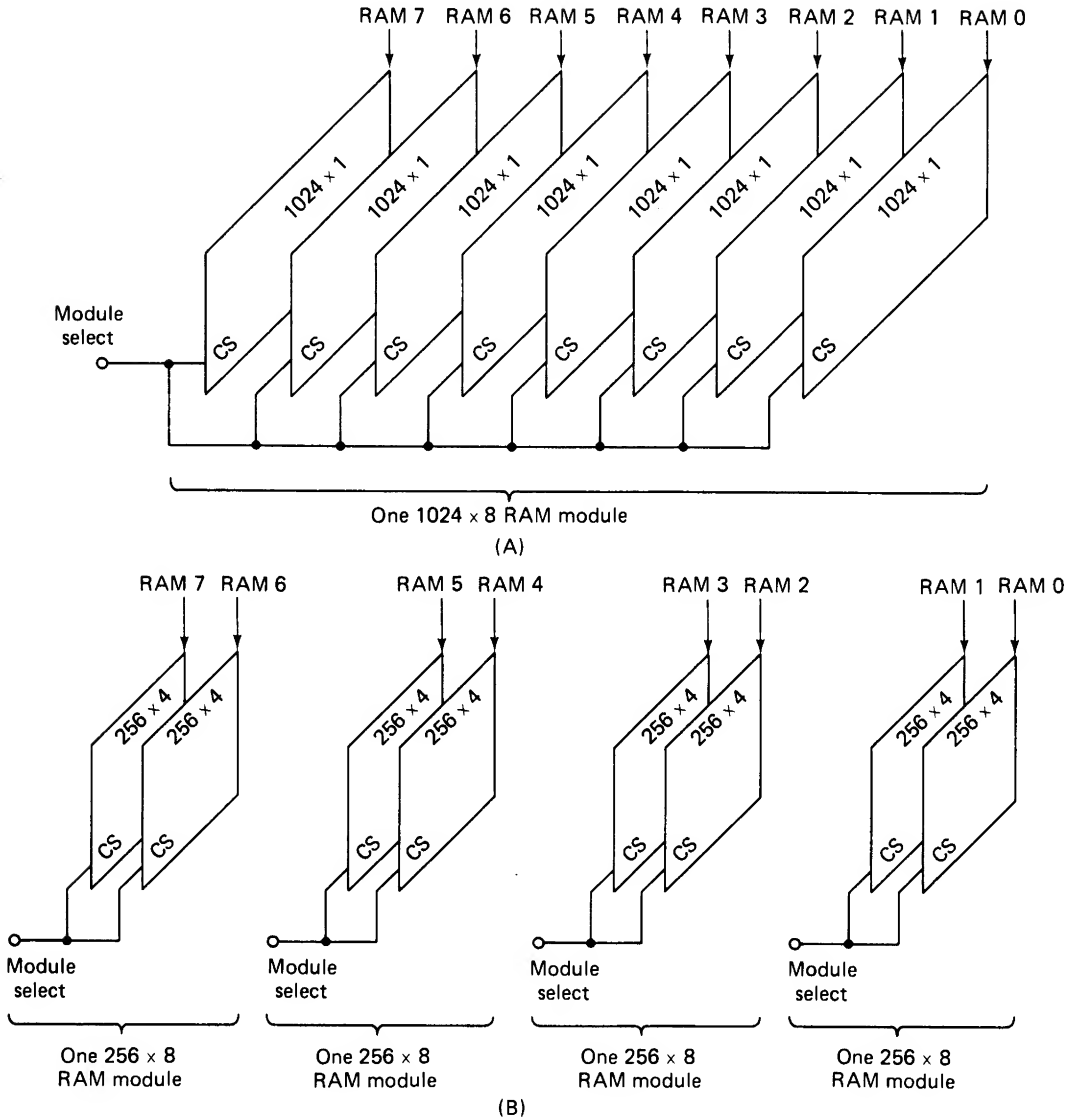 RAM 7 RAM 6 RAM 5 RAM 4 RAM 3 RAM 2 RAM 1 RAM 0
1024 × 1 1024 × 1 1024 × 1 1024 × 1 1024 × 1 1024 × 1 1024 × 1 1024 × 1
Module
select
CS CS CS CS CS CS CS CS
One 1024 × 8 RAM module
(A)
RAM 7 RAM 6 RAM 5 RAM 4 RAM 3 RAM 2 RAM 1 RAM 0
256 × 4 256 × 4 256 × 4 256 × 4 256 × 4 256 × 4 256 × 4 256 × 4
CS CS CS CS CS CS CS CS
Module Module Module Module
select select select select
One 256 × 8 One 256 × 8 One 256 × 8 One 256 × 8
RAM module RAM module RAM module RAM module
(B)